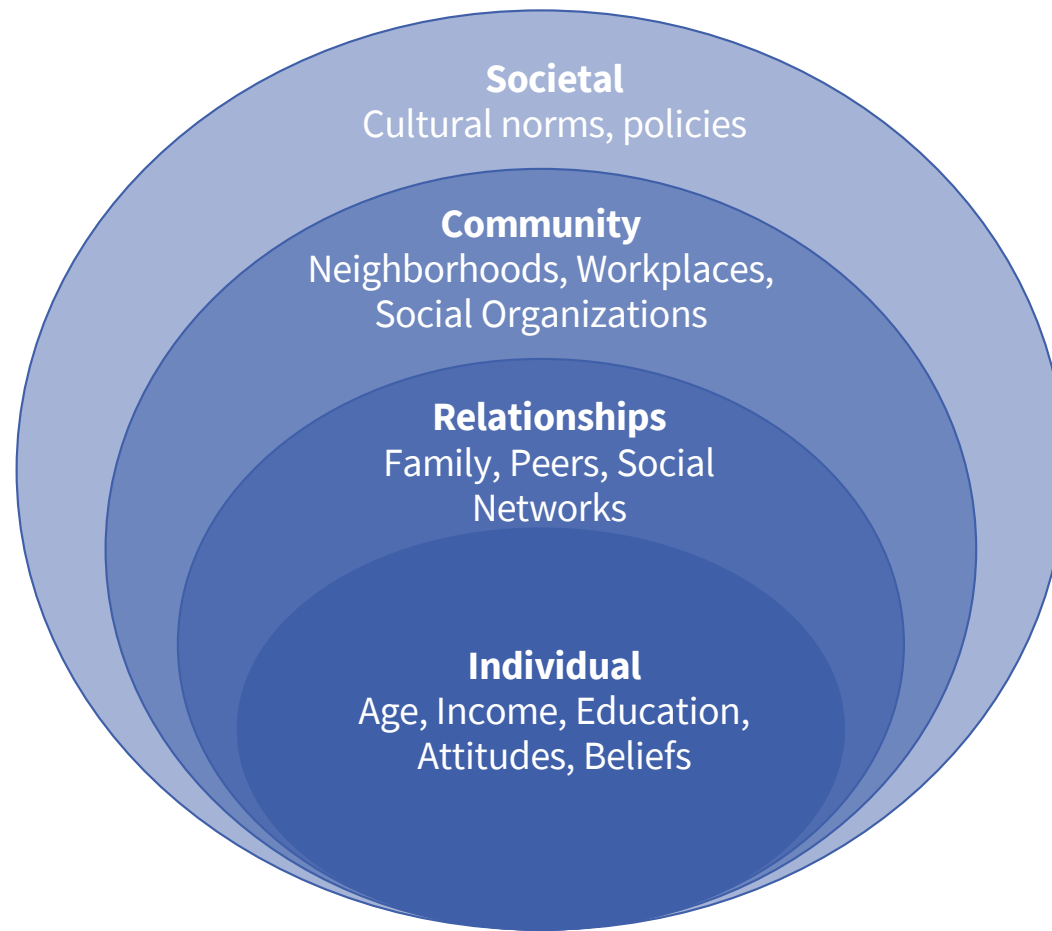 Societal
Cultural norms, policies
Community
Neighborhoods, Workplaces,
Social Organizations
Relationships
Family, Peers, Social
Networks
Individual
Age, Income, Education,
Attitudes, Beliefs